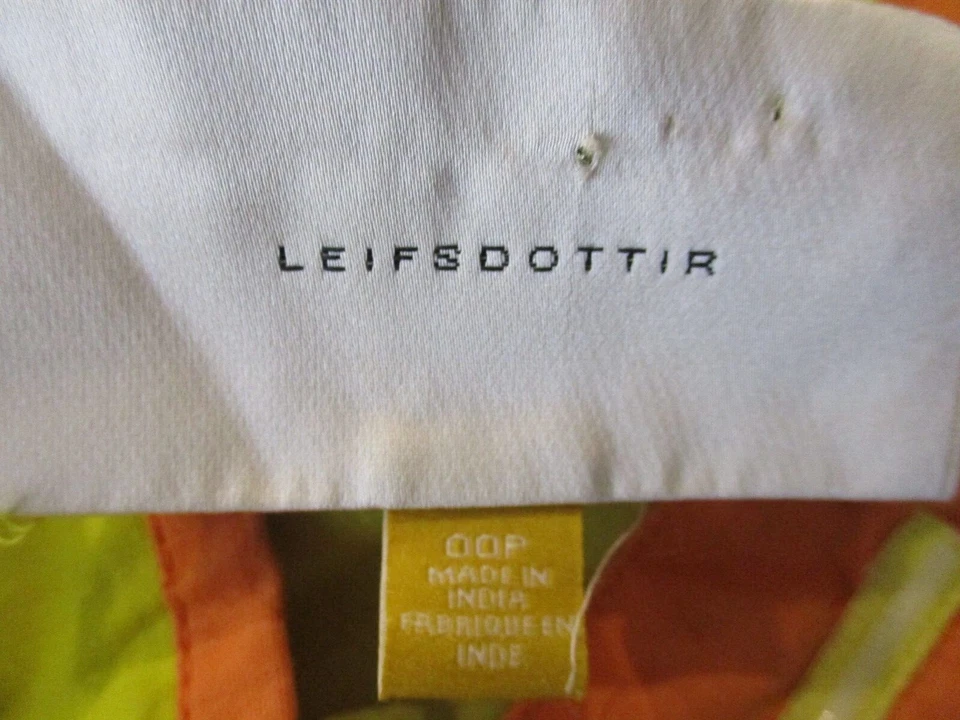 LEIFSDOTTIR
00P
MADE IN
INDIA
FABRIQUE EN
INDE